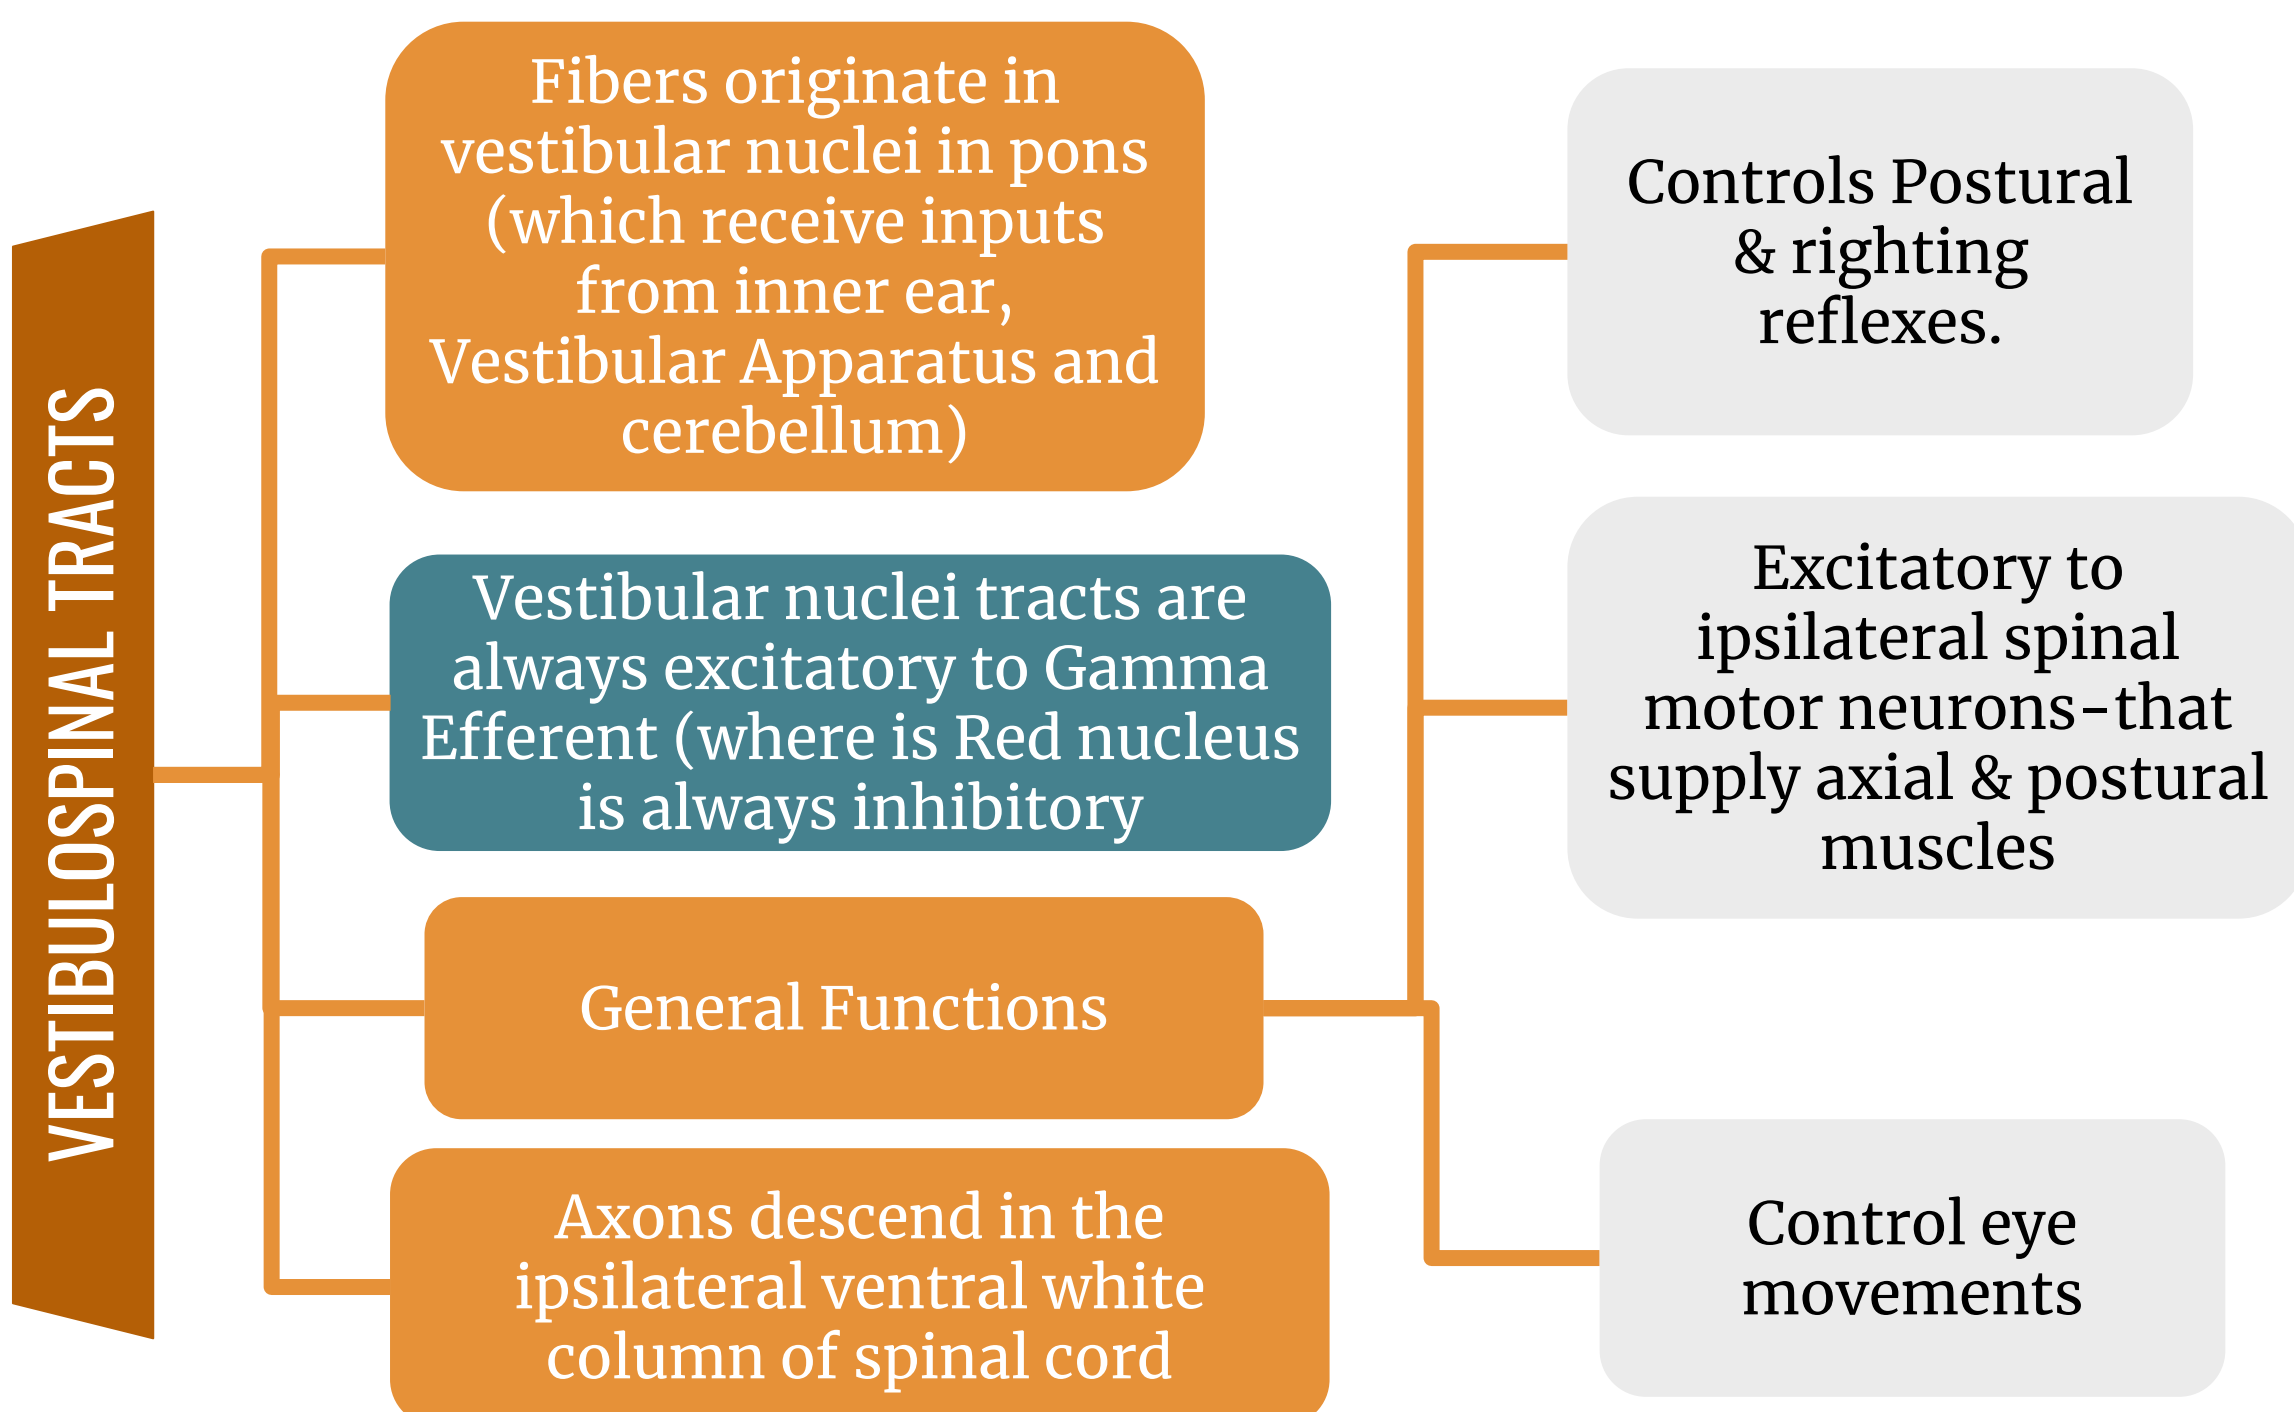 VESTIBULOSPINAL TRACTS
Fibers originate in
vestibular nuclei in pons
(which receive inputs
from inner ear,
Vestibular Apparatus and
cerebellum)
Vestibular nuclei tracts are
always excitatory to Gamma
Efferent (where is Red nucleus
is always inhibitory
General Functions
Axons descend in the
ipsilateral ventral white
column of spinal cord
Controls Postural
& righting
reflexes.
Excitatory to
ipsilateral spinal
motor neurons-that
supply axial & postural
muscles
Control eye
movements